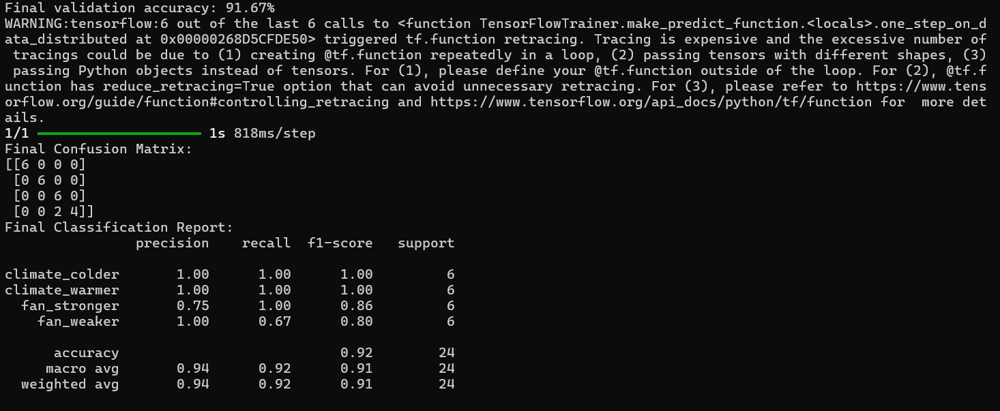 Final validation accuracy: 91.67%
WARNING:tensorflow:6 out of the last 6 calls to <function TensorFlowTrainer.make_predict_function.<locals>.one_step_on_d
ata_distributed at 0x00000268D5CFDE50> triggered tf.function retracing. Tracing is expensive and the excessive number of
 tracings could be due to (1) creating @tf.function repeatedly in a loop, (2) passing tensors with different shapes, (3)
 passing Python objects instead of tensors. For (1), please define your @tf.function outside of the loop. For (2), @tf.f
unction has reduce_retracing=True option that can avoid unnecessary retracing. For (3), please refer to https://www.tens
orflow.org/guide/function#controlling_retracing and https://www.tensorflow.org/api_docs/python/tf/function for  more det
ails.
1/1 ━━━━━━━━━━━━━━━━━━━━ 1s 818ms/step
Final Confusion Matrix:
[[6 0 0 0]
 [0 6 0 0]
 [0 0 6 0]
 [0 0 2 4]]
Final Classification Report:
                precision    recall  f1-score   support

climate_colder       1.00      1.00      1.00         6
climate_warmer       1.00      1.00      1.00         6
  fan_stronger       0.75      1.00      0.86         6
    fan_weaker       1.00      0.67      0.80         6

      accuracy                           0.92        24
     macro avg       0.94      0.92      0.91        24
  weighted avg       0.94      0.92      0.91        24